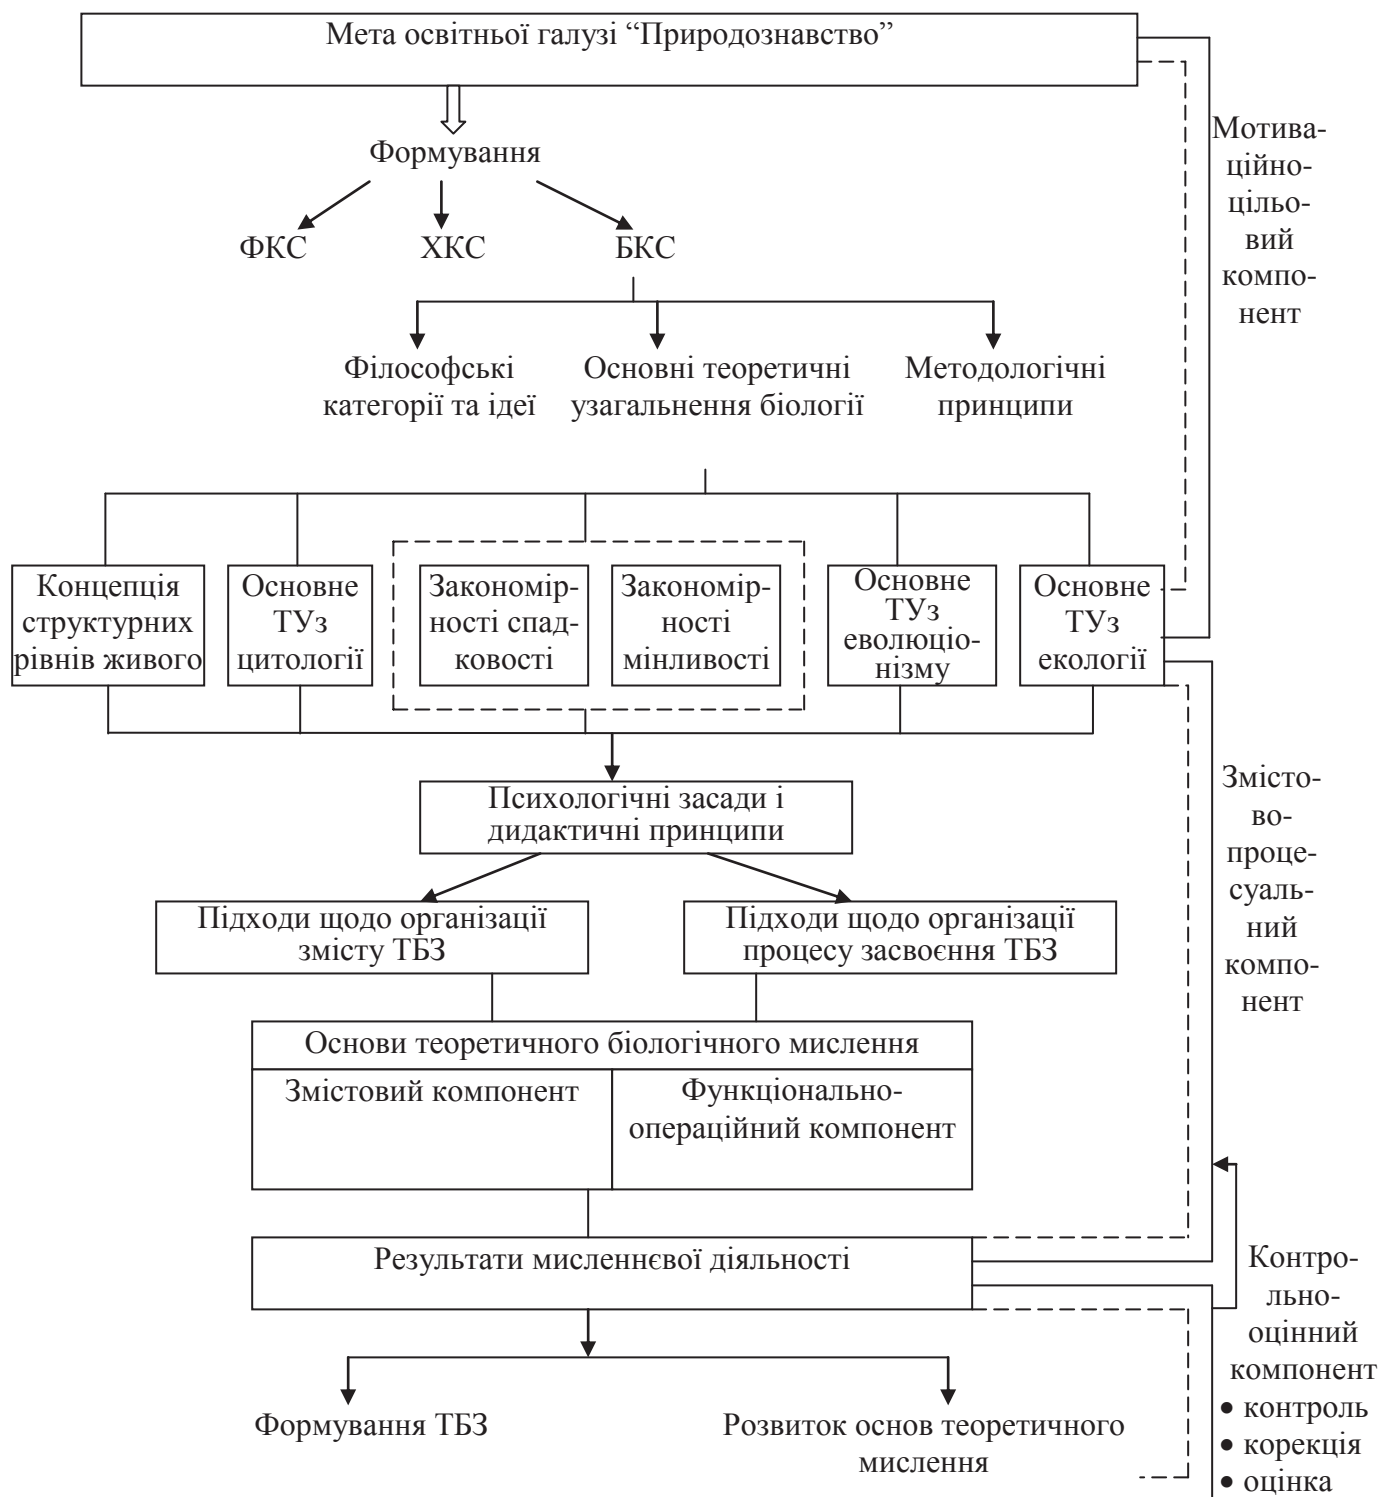 Мета освітньої галузі “Природознавство”
Формування
ФКС
ХКС
БКС
Філософські
категорії та ідеї
Основні теоретичні
узагальнення біології
Методологічні
принципи
Мотива-
ційно-
цільо-
вий
компо-
нент
Концепція
структурних
рівнів живого
Основне
ТУз
цитології
Закономір-
ності спад-
ковості
Закономір-
ності
мінливості
Основне
ТУз
еволюціо-
нізму
Основне
ТУз
екології
Психологічні засади і
дидактичні принципи
Підходи щодо організації
змісту ТБЗ
Підходи щодо організації
процесу засвоєння ТБЗ
Змісто-
во-
проце-
суаль-
ний
компо-
нент
Основи теоретичного біологічного мислення
Змістовий компонент
Функціонально-
операційний компонент
Результати мисленнєвої діяльності
Формування ТБЗ
Розвиток основ теоретичного
мислення
Контро-
льно-
оцінний
компонент
• контроль
• корекція
• оцінка